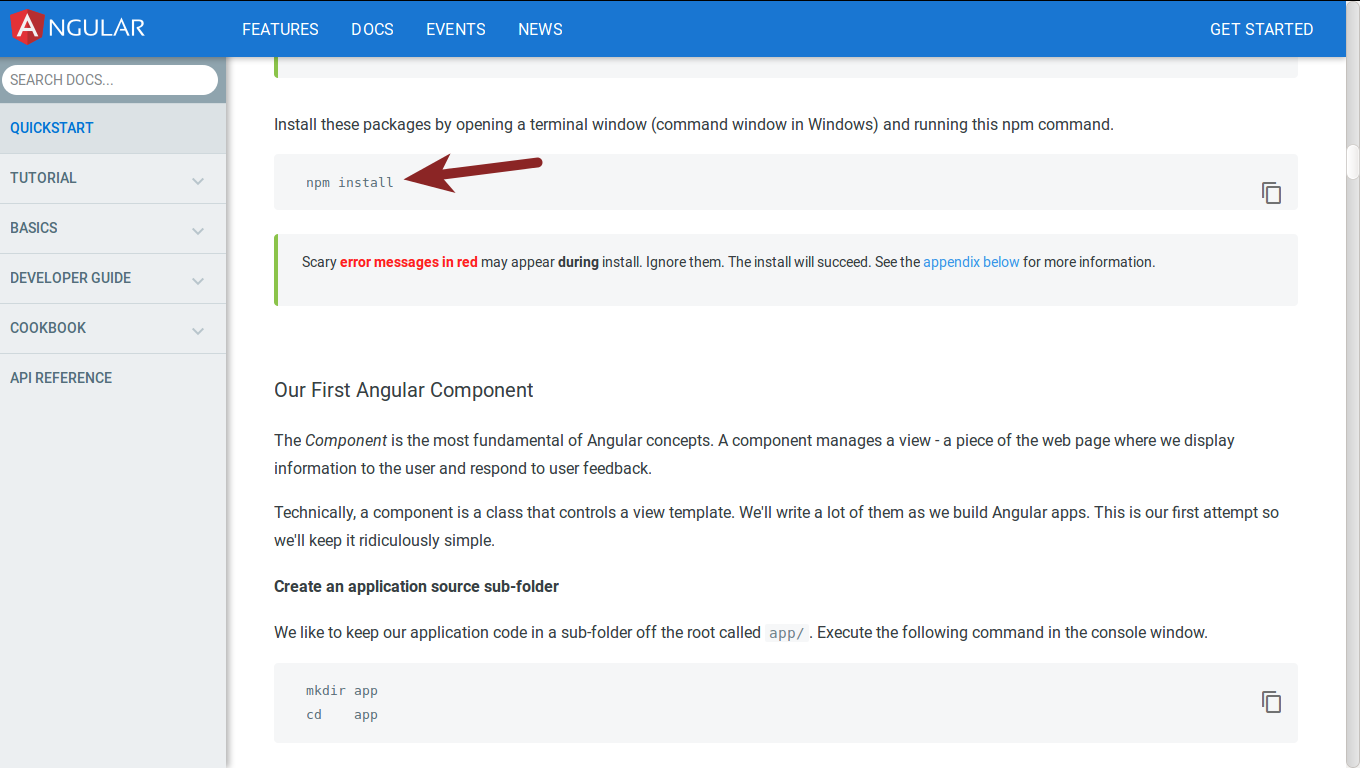 ANGULAR
FEATURES
DOCS
EVENTS
NEWS
GET STARTED
SEARCH DOCS...
QUICKSTART
TUTORIAL
BASICS
DEVELOPER GUIDE
COOKBOOK
API REFERENCE
Install these packages by opening a terminal window (command window in Windows) and running this npm command.
npm install
Scary error messages in red may appear during install. Ignore them. The install will succeed. See the appendix below for more information.
Our First Angular Component
The Component is the most fundamental of Angular concepts. A component manages a view - a piece of the web page where we display
information to the user and respond to user feedback.
Technically, a component is a class that controls a view template. We'll write a lot of them as we build Angular apps. This is our first attempt so
we'll keep it ridiculously simple.
Create an application source sub-folder
We like to keep our application code in a sub-folder off the root called app/ . Execute the following command in the console window.
mkdir app
cd    app